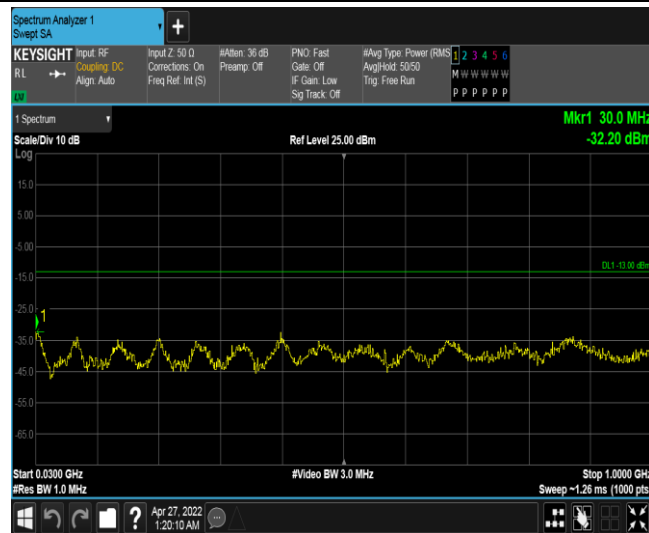 Spectrum Analyzer 1
Swept SA
+
KEYSIGHT Input: RF Input Z: 50 Ω #Atten: 36 dB PNO: Fast #Avg Type: Power (RMS 1 2 3 4 5 6
RL Coupling: DC Corrections: On Preamp: Off Gate: Off Avg|Hold: 50/50 M W W W W W
Align: Auto Freq Ref: Int (S) IF Gain: Low Trig: Free Run
Sig Track: Off P P P P P P
1 Spectrum Mkr1 30.0 MHz
Scale/Div 10 dB Ref Level 25.00 dBm -32.20 dBm
Log
15.0
5.00
-5.00
DL1 -13.00 dBm
-15.0
-25.0
1
-35.0
-45.0
-55.0
-65.0
Start 0.0300 GHz #Video BW 3.0 MHz Stop 1.0000 GHz
#Res BW 1.0 MHz Sweep ~1.26 ms (1000 pts)
? Apr 27, 2022
1:20:10 AM